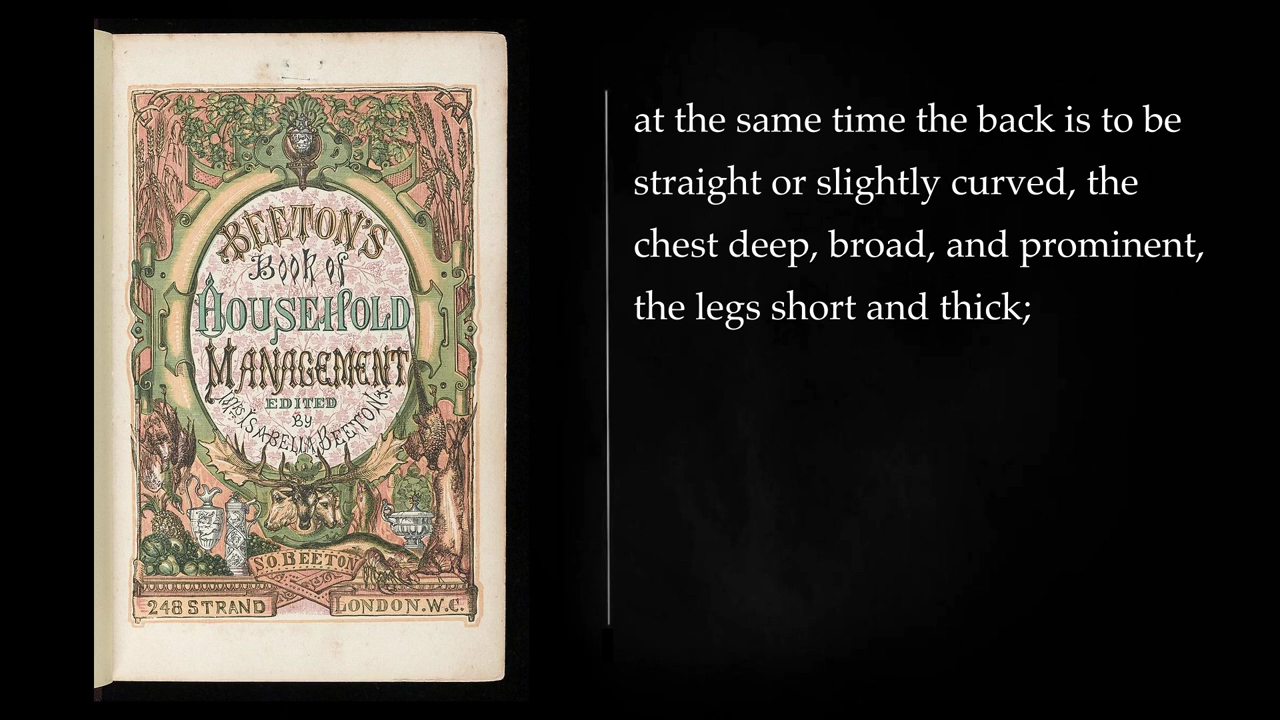 BEETON'S
Book of
HOUSEHOLD
MANAGEMENT
EDITED
BY
MRS ISABELLA BEETON
S.O. BEETON
248 STRAND
LONDON. W.C.
at the same time the back is to be
straight or slightly curved, the
chest deep, broad, and prominent,
the legs short and thick;